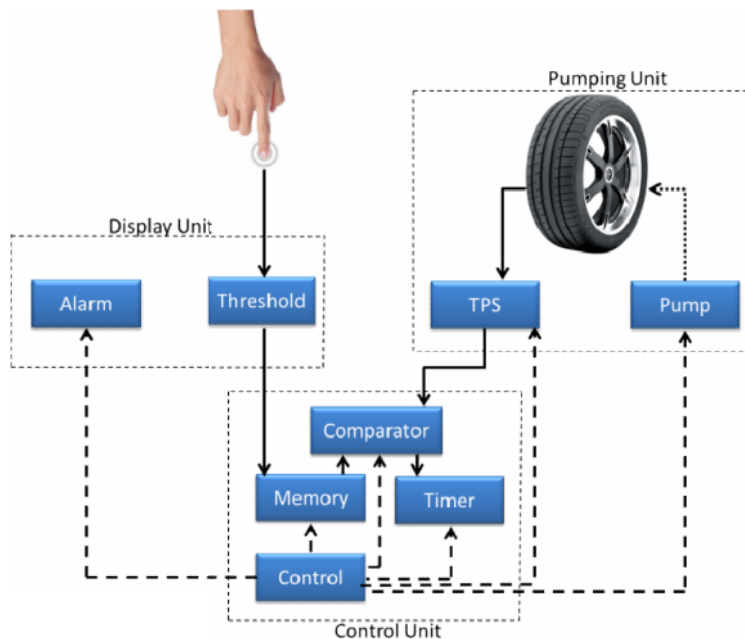 Pumping Unit
Display Unit
Alarm
Threshold
TPS
Pump
Comparator
Memory
Timer
Control
Control Unit